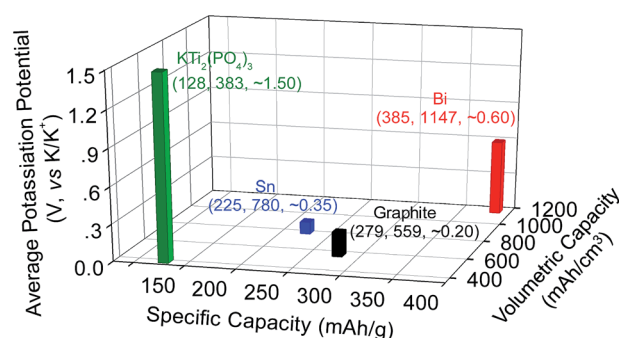 Average Potassiation Potential
(V, vs K/K⁺)
1.5
1.2
.9
.6
.3
0.0
KTi₂(PO₄)₃
(128, 383, ~1.50)
Bi
(385, 1147, ~0.60)
Sn
(225, 780, ~0.35)
Graphite
(279, 559, ~0.20)
150
200
250
300
350
400
Specific Capacity (mAh/g)
400
600
800
1000
1200
Volumetric Capacity
(mAh/cm³)